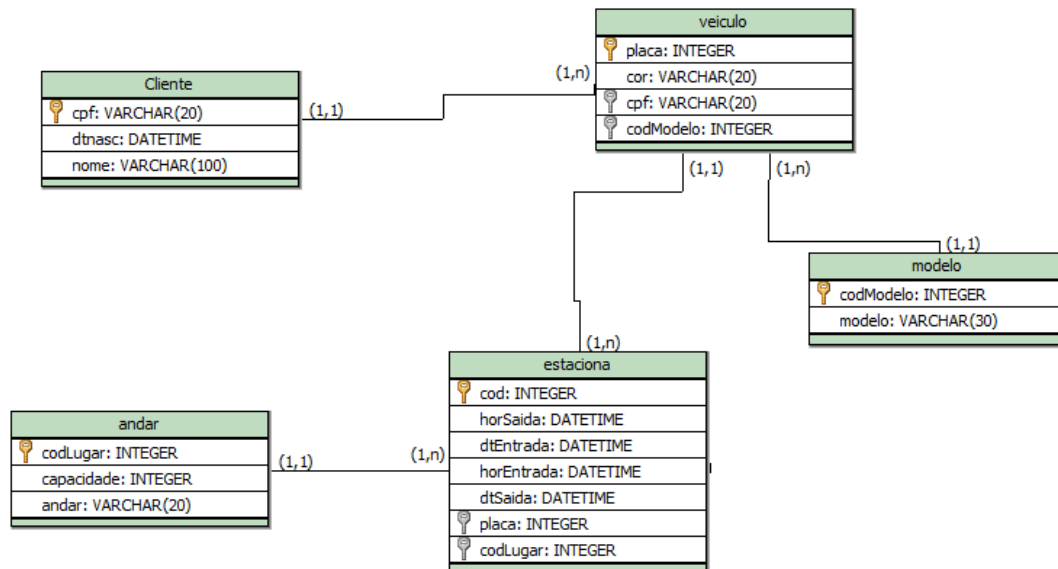 veiculo
placa: INTEGER
cor: VARCHAR(20)
cpf: VARCHAR(20)
codModelo: INTEGER
(1,n)
Cliente
cpf: VARCHAR(20)
dtnasc: DATETIME
nome: VARCHAR(100)
(1,1)
(1,1)
(1,n)
(1,1)
modelo
codModelo: INTEGER
modelo: VARCHAR(30)
(1,n)
estaciona
cod: INTEGER
horSaida: DATETIME
dtEntrada: DATETIME
horEntrada: DATETIME
dtSaida: DATETIME
placa: INTEGER
codLugar: INTEGER
andar
codLugar: INTEGER
capacidade: INTEGER
andar: VARCHAR(20)
(1,1)
(1,n)